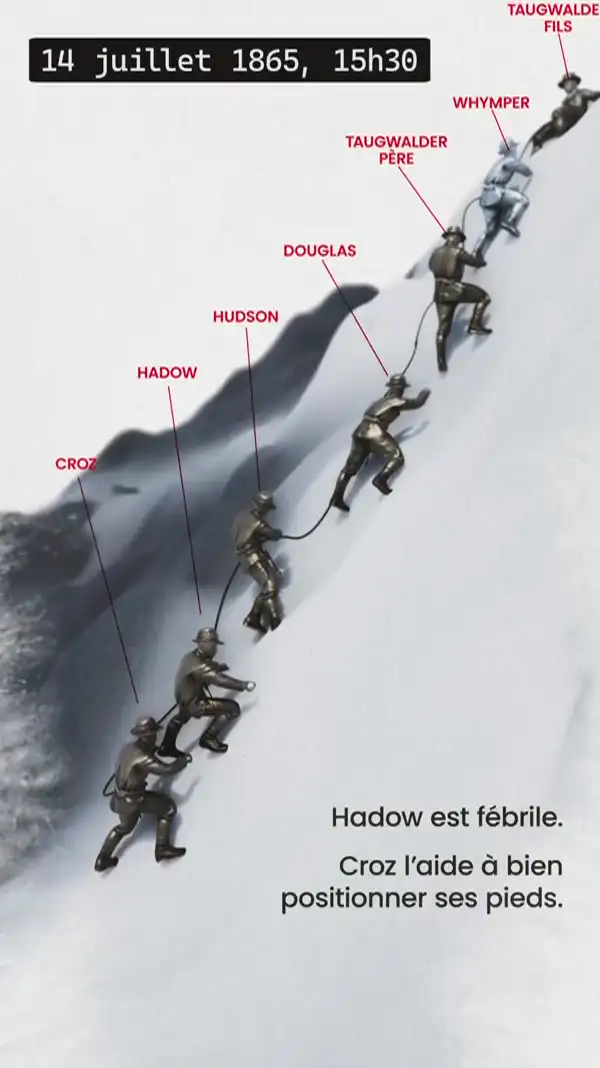 TAUGWALDE
FILS
14 juillet 1865, 15h30
WHYMPER
TAUGWALDER
PÈRE
DOUGLAS
HUDSON
HADOW
CROZ
Hadow est fébrile.
Croz l’aide à bien
positionner ses pieds.